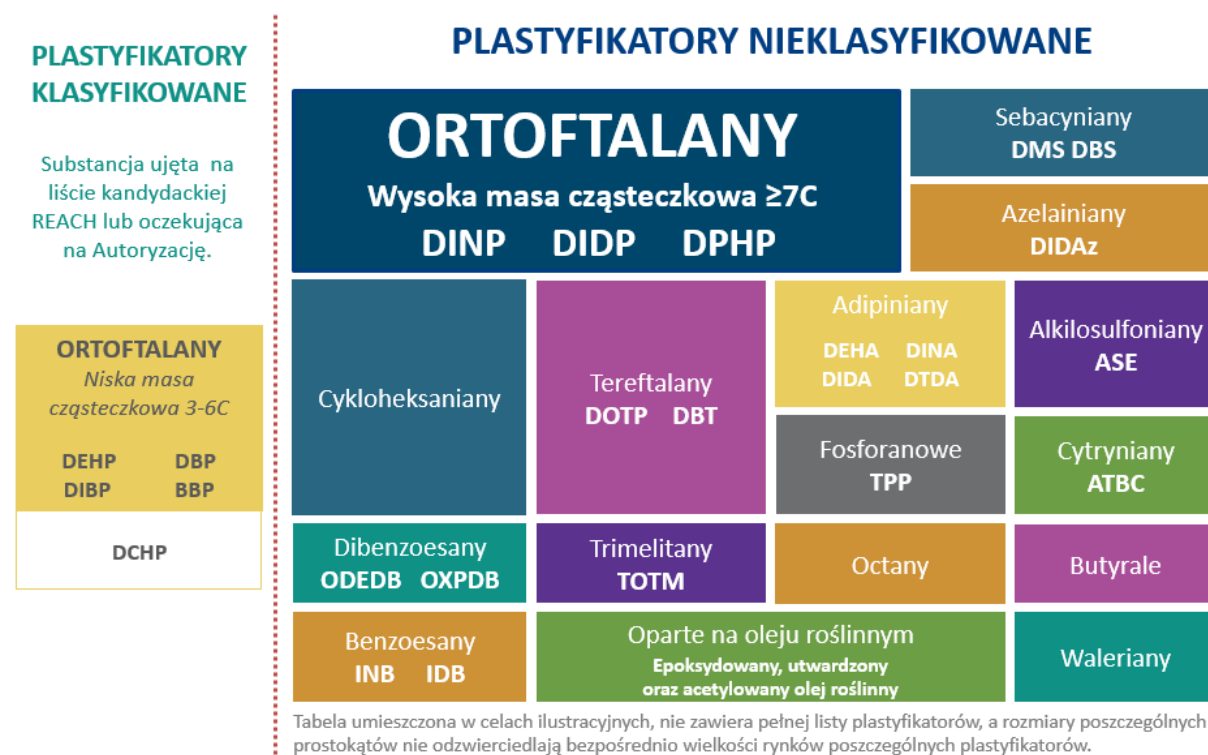 PLASTYFIKATORY
KLASYFIKOWANE
Substancja ujęta na
liście kandydackiej
REACH lub oczekująca
na Autoryzację.
ORTOFTALANY
Niska masa
cząsteczkowa 3-6C
DEHP DBP
DIBP BBP
DCHP
PLASTYFIKATORY NIEKLASYFIKOWANE
ORTOFTALANY
Wysoka masa cząsteczkowa ≥7C
DINP DIDP DPHP
Sebacyniany
DMS DBS
Azelainiany
DIDAz
Cykloheksaniany
Tereftalany
DOTP DBT
Adipiniany
DEHA DINA
DIDA DTDA
Alkilosulfoniany
ASE
Fosforanowe
TPP
Cytryniany
ATBC
Dibenzoesany
ODEDB OXPDB
Trimelitany
TOTM
Octany
Butyrale
Benzoesany
INB IDB
Oparte na oleju roślinnym
Epoksydowany, utwardzony
oraz acetylowany olej roślinny
Waleriany
Tabela umieszczona w celach ilustracyjnych, nie zawiera pełnej listy plastyfikatorów, a rozmiary poszczególnych
prostokątów nie odzwierciedlają bezpośrednio wielkości rynków poszczególnych plastyfikatorów.